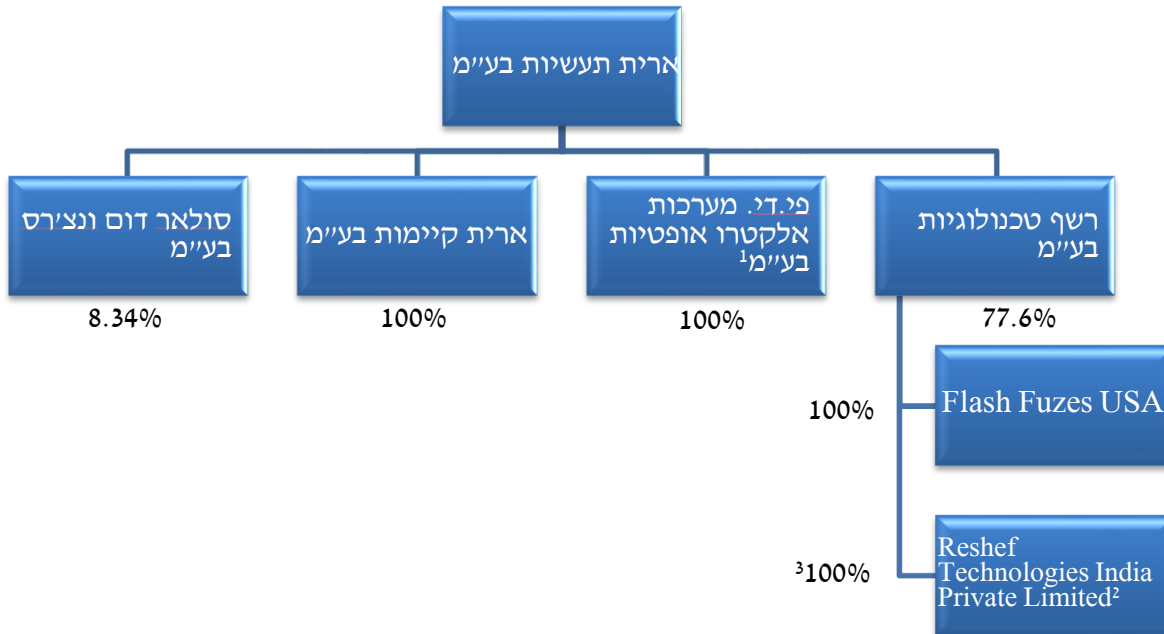 ארית תעשיות בע״מ
רשף טכנולוגיות
בע״מ
77.6%
פי.די. מערכות
אלקטרו אופטיות
בע״מ¹
100%
ארית קיימות בע״מ
100%
סולאר דום ונצ׳רס
בע״מ
8.34%
Flash Fuzes USA
100%
Reshef
Technologies India
Private Limited²
³100%